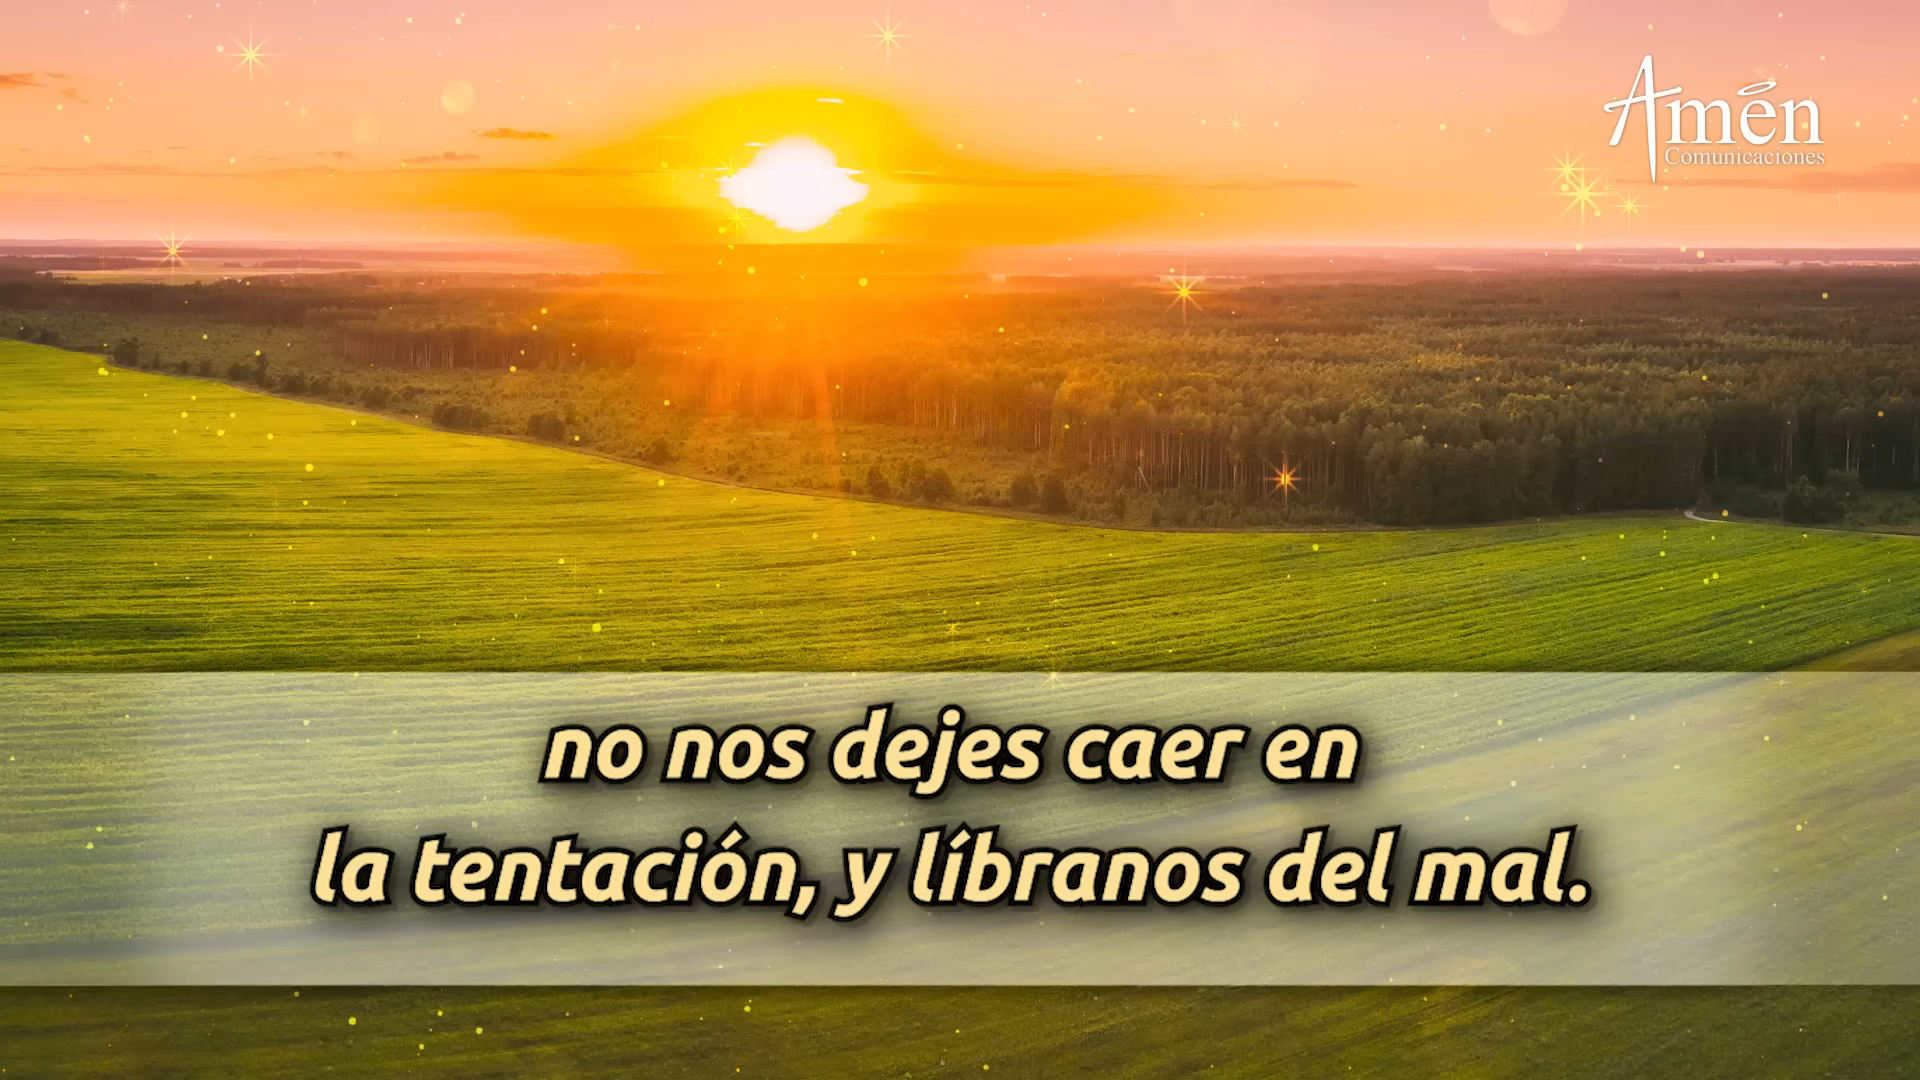 Amén
Comunicaciones
no nos dejes caer en
la tentación, y líbranos del mal.